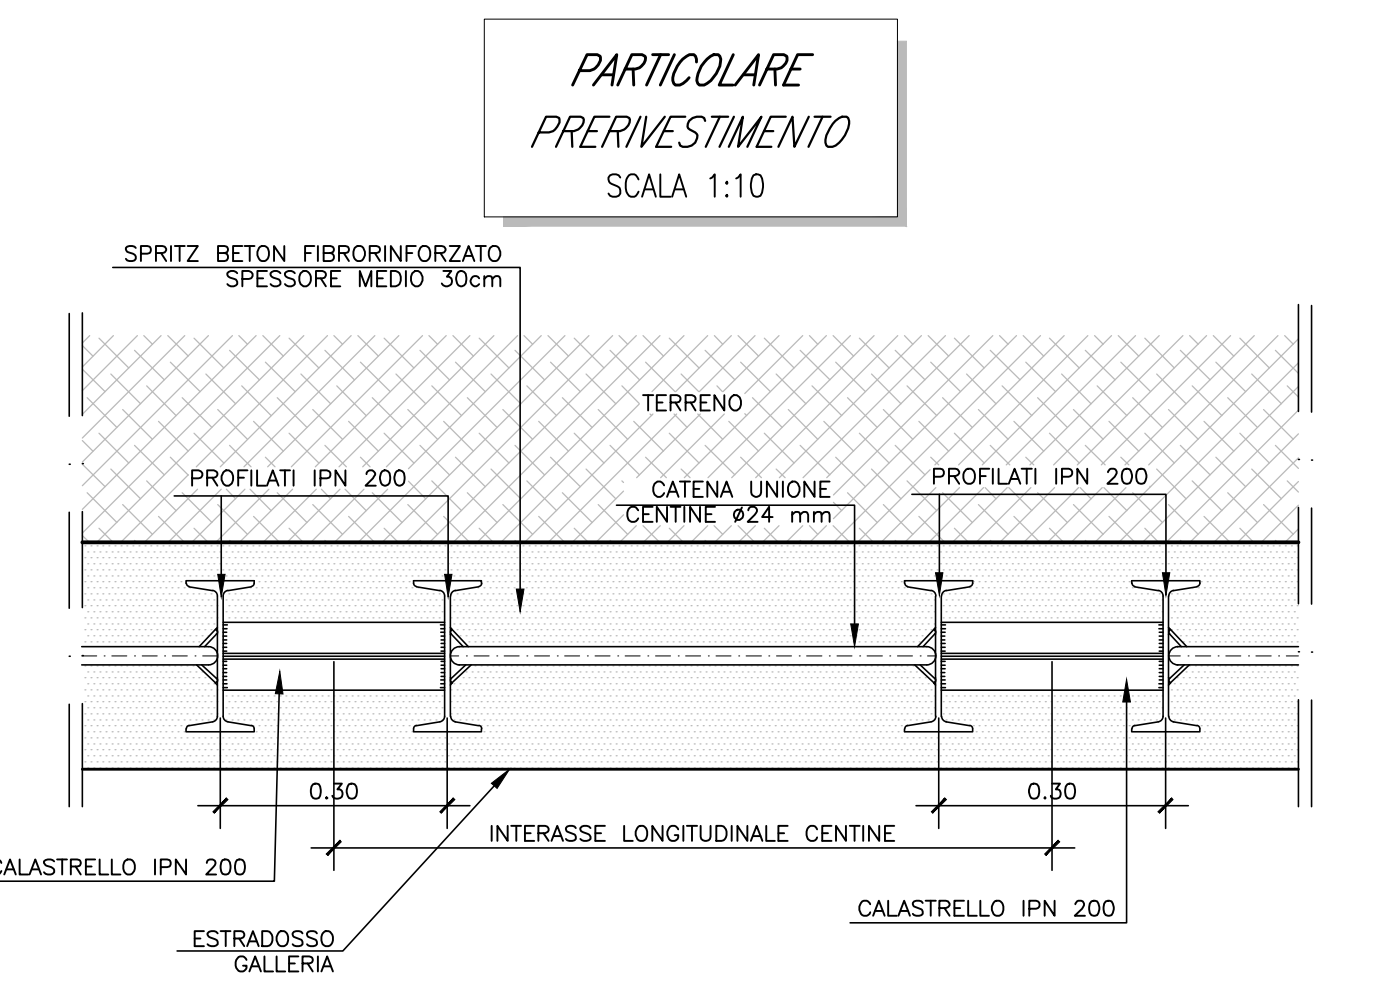 PARTICOLARE
PRERIVESTIMENTO
SCALA 1:10
SPRITZ BETON FIBRORINFORZATO
SPESSORE MEDIO 30cm
TERRENO
PROFILATI IPN 200
CATENA UNIONE
CENTINE ø24 mm
PROFILATI IPN 200
0.30
0.30
INTERASSE LONGITUDINALE CENTINE
CALASTRELLO IPN 200
CALASTRELLO IPN 200
ESTRADOSSO
GALLERIA